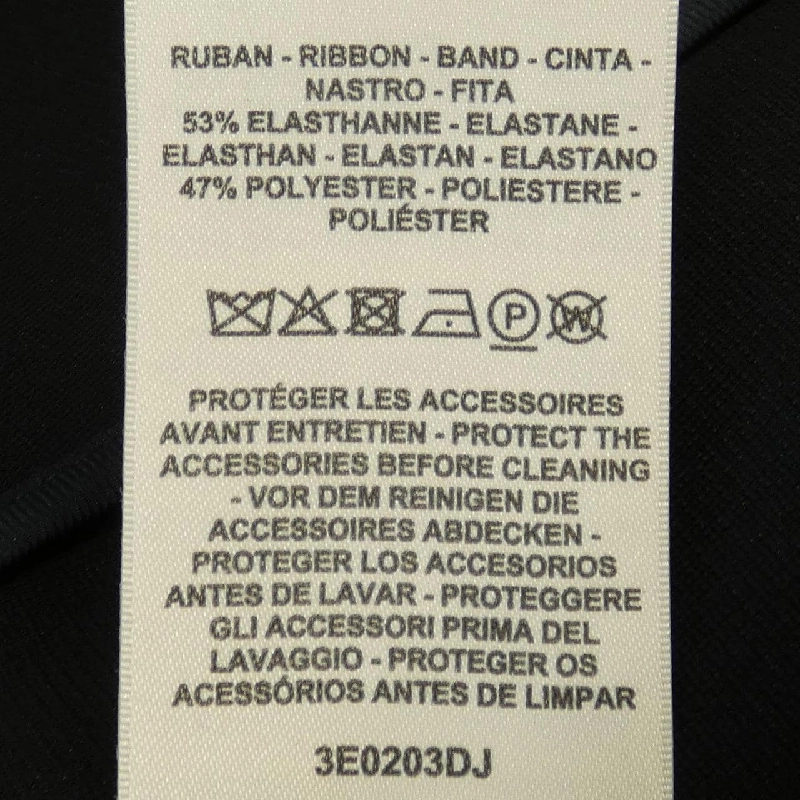 RUBAN - RIBBON - BAND - CINTA -
NASTRO - FITA
53% ELASTHANNE - ELASTANE -
ELASTHAN - ELASTAN - ELASTANO
47% POLYESTER - POLIESTERE -
POLIÉSTER
P
W
PROTÉGER LES ACCESSOIRES
AVANT ENTRETIEN - PROTECT THE
ACCESSORIES BEFORE CLEANING
- VOR DEM REINIGEN DIE
ACCESSOIRES ABDECKEN -
PROTEGER LOS ACCESORIOS
ANTES DE LAVAR - PROTEGGERE
GLI ACCESSORI PRIMA DEL
LAVAGGIO - PROTEGER OS
ACESSÓRIOS ANTES DE LIMPAR
3E0203DJ